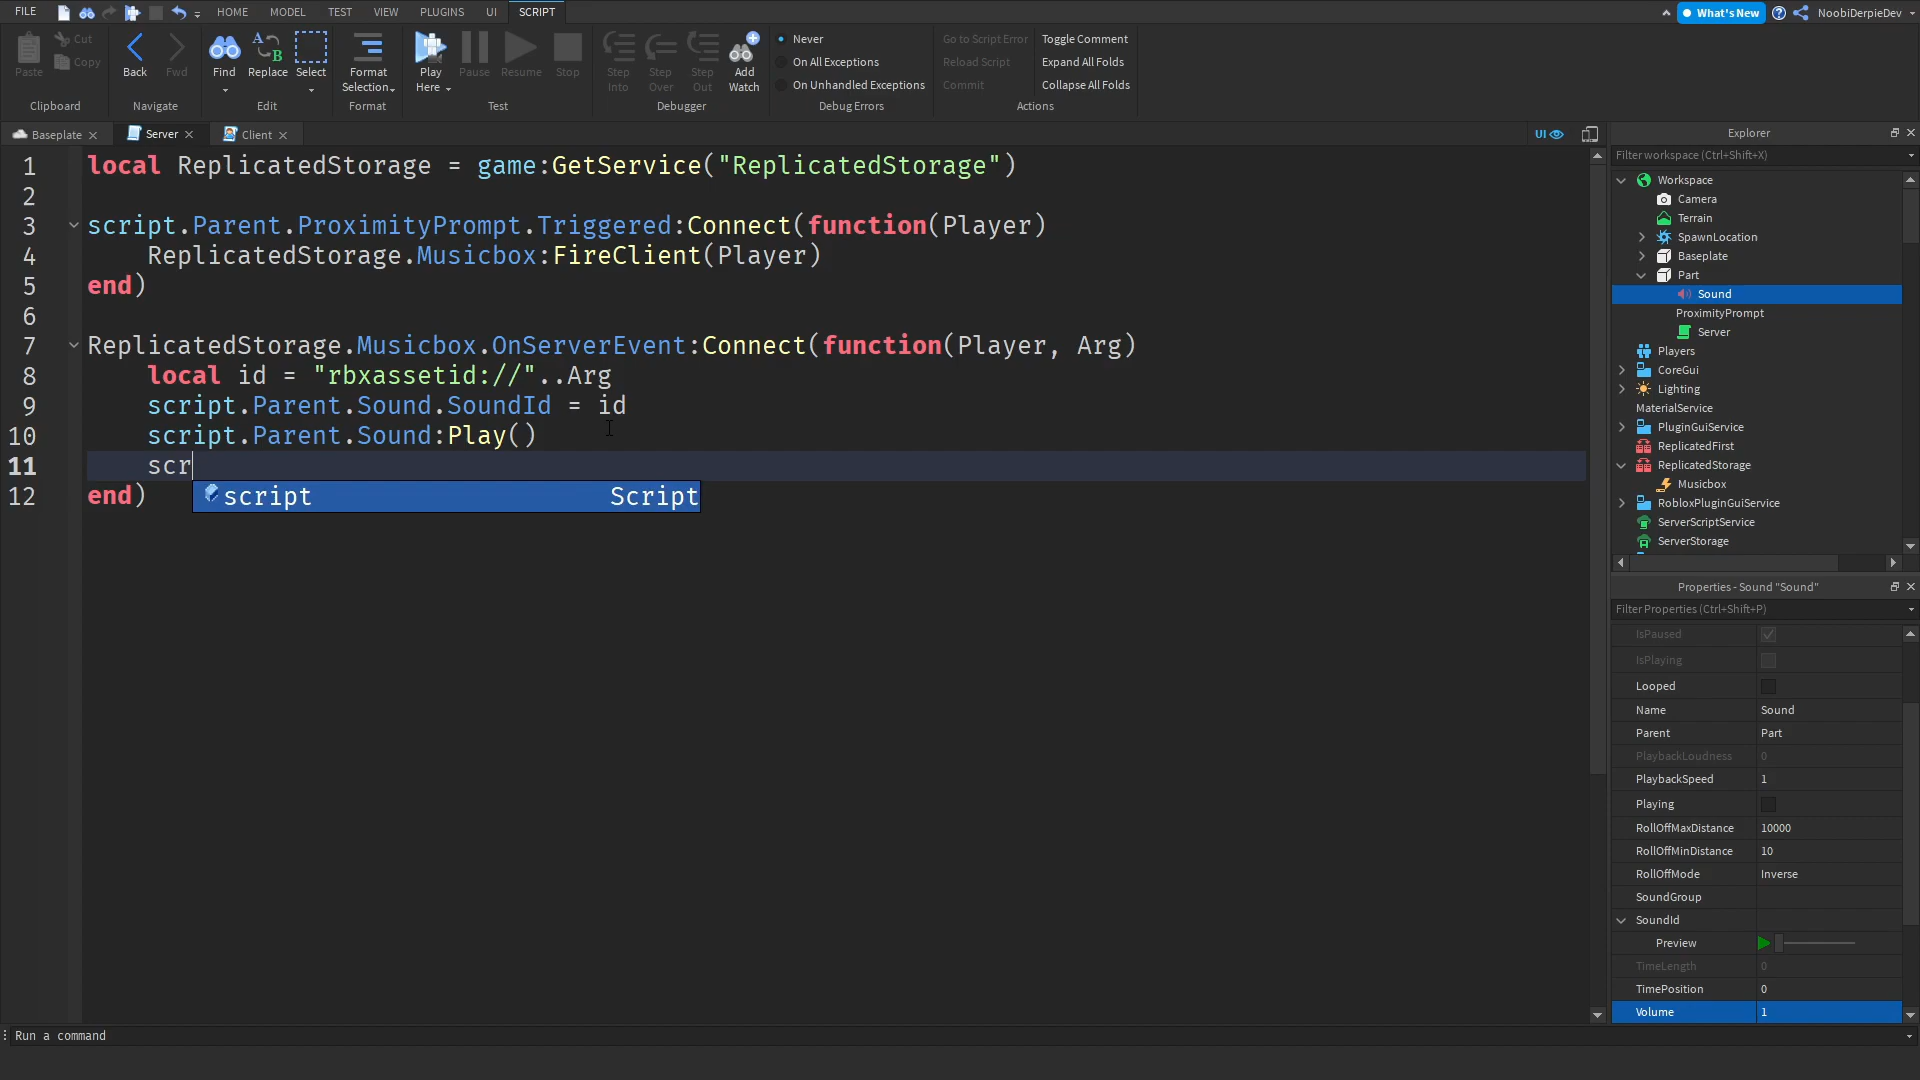 FILE HOME MODEL TEST VIEW PLUGINS UI SCRIPT What's New NoobiDerpieDev
Paste Cut Copy Back Fwd Find Replace Select Format Selection Play Here Pause Resume Stop Step Into Step Over Step Out Add Watch
Never
On All Exceptions
On Unhandled Exceptions
Go to Script Error Toggle Comment
Reload Script Expand All Folds
Commit Collapse All Folds
Clipboard Navigate Edit Format Test Debugger Debug Errors Actions
Baseplate Server Client UI
1 local ReplicatedStorage = game:GetService("ReplicatedStorage")
2
3 script.Parent.ProximityPrompt.Triggered:Connect(function(Player)
4 ReplicatedStorage.Musicbox:FireClient(Player)
5 end)
6
7 ReplicatedStorage.Musicbox.OnServerEvent:Connect(function(Player, Arg)
8 local id = "rbxassetid://"..Arg
9 script.Parent.Sound.SoundId = id
10 script.Parent.Sound:Play()
11 scr
12 end)
script Script
Explorer
Filter workspace (Ctrl+Shift+X)
Workspace
Camera
Terrain
SpawnLocation
Baseplate
Part
Sound
ProximityPrompt
Server
Players
CoreGui
Lighting
MaterialService
PluginGuiService
ReplicatedFirst
ReplicatedStorage
Musicbox
RobloxPluginGuiService
ServerScriptService
ServerStorage
Properties - Sound "Sound"
Filter Properties (Ctrl+Shift+P)
IsPaused
IsPlaying
Looped
Name Sound
Parent Part
PlaybackLoudness 0
PlaybackSpeed 1
Playing
RollOffMaxDistance 10000
RollOffMinDistance 10
RollOffMode Inverse
SoundGroup
SoundId
Preview
TimeLength 0
TimePosition 0
Volume 1
Run a command